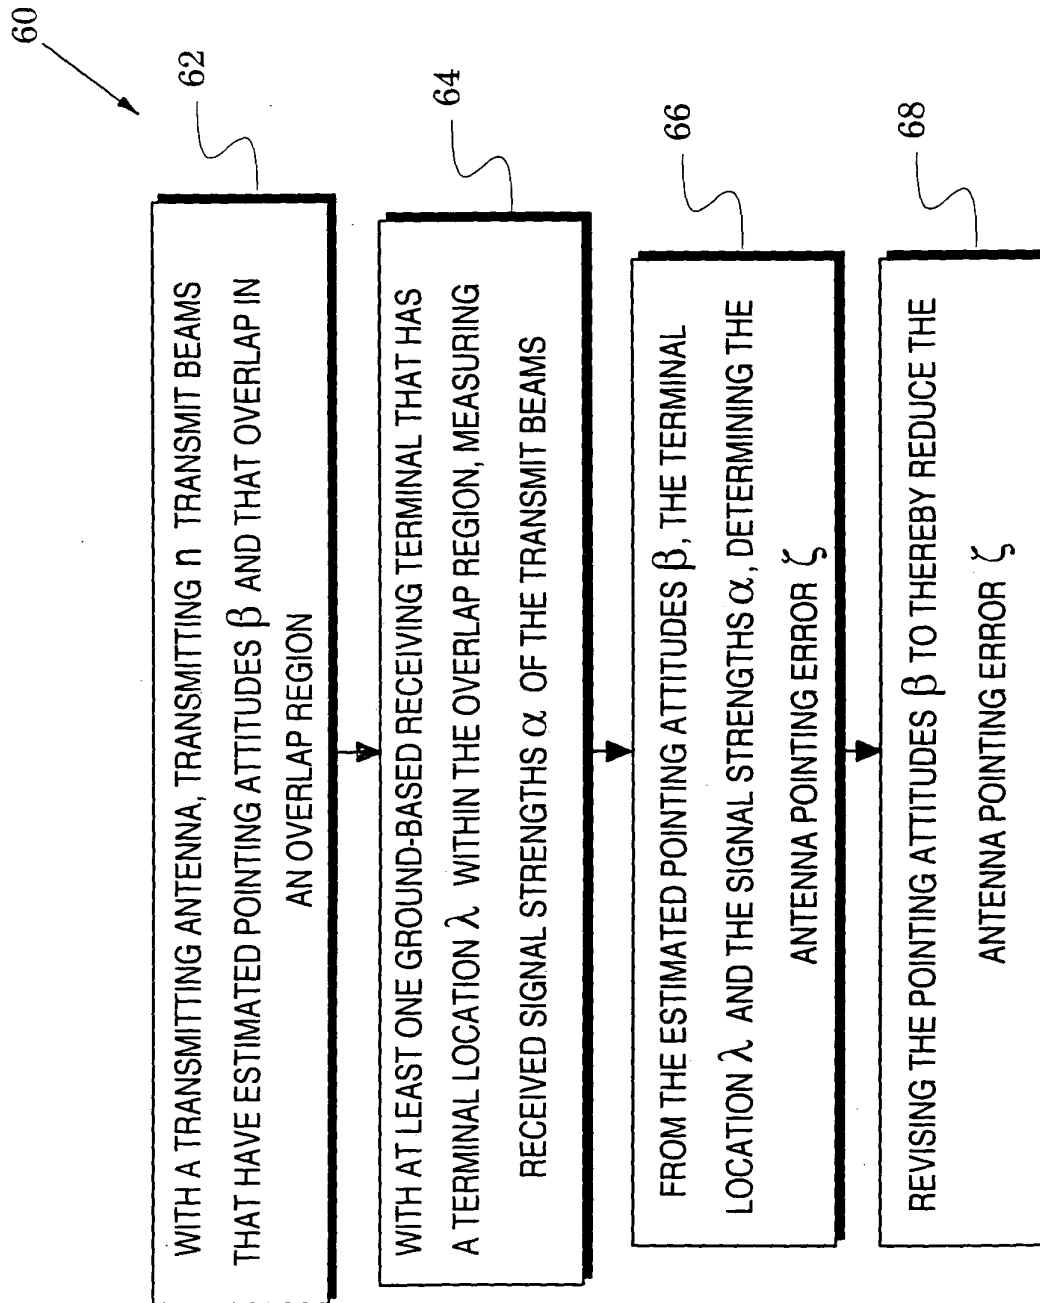 60
WITH A TRANSMITTING ANTENNA, TRANSMITTING n TRANSMIT BEAMS
THAT HAVE ESTIMATED POINTING ATTITUDES β AND THAT OVERLAP IN
AN OVERLAP REGION
62
WITH AT LEAST ONE GROUND-BASED RECEIVING TERMINAL THAT HAS
A TERMINAL LOCATION λ WITHIN THE OVERLAP REGION, MEASURING
RECEIVED SIGNAL STRENGTHS α OF THE TRANSMIT BEAMS
64
FROM THE ESTIMATED POINTING ATTITUDES β, THE TERMINAL
LOCATION λ AND THE SIGNAL STRENGTHS α, DETERMINING THE
ANTENNA POINTING ERROR ζ
66
REVISING THE POINTING ATTITUDES β TO THEREBY REDUCE THE
ANTENNA POINTING ERROR ζ
68